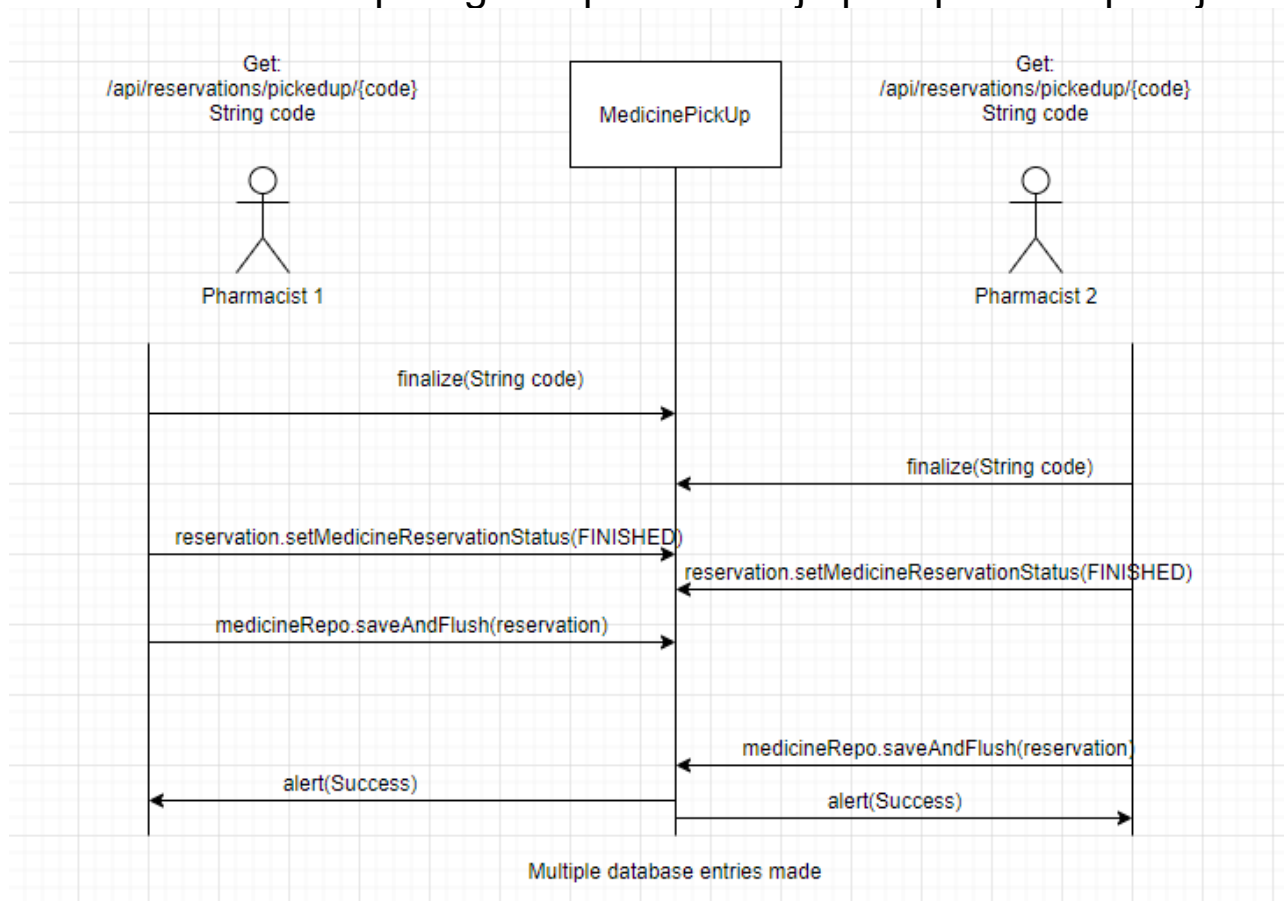 Get:
/api/reservations/pickedup/{code}
String code
MedicinePickUp
Get:
/api/reservations/pickedup/{code}
String code
Pharmacist 1
Pharmacist 2
finalize(String code)
finalize(String code)
reservation.setMedicineReservationStatus(FINISHED)
reservation.setMedicineReservationStatus(FINISHED)
medicineRepo.saveAndFlush(reservation)
medicineRepo.saveAndFlush(reservation)
alert(Success)
alert(Success)
Multiple database entries made